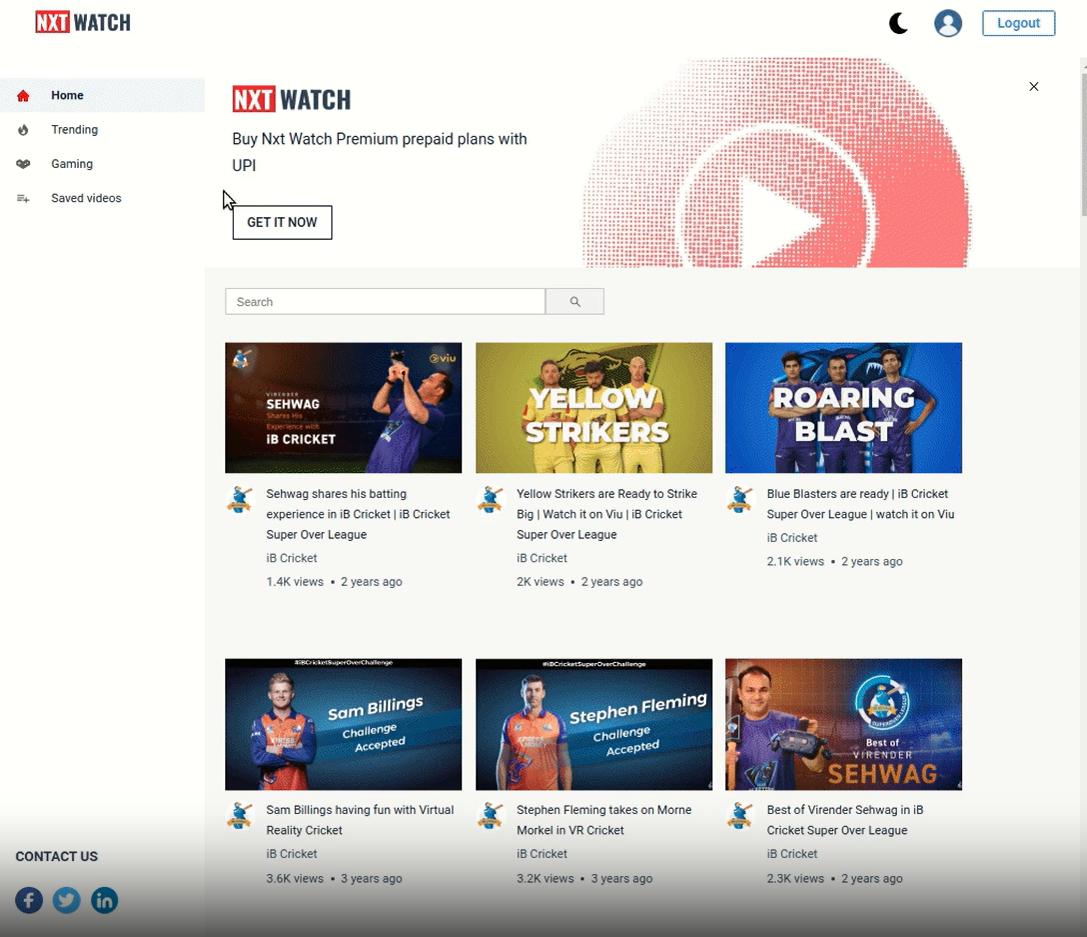 NXT WATCH
Logout
Home
Trending
Gaming
Saved videos
NXT WATCH
Buy Nxt Watch Premium prepaid plans with
UPI
GET IT NOW
Search
viu
VIRENDER
SEHWAG
Shares His
Experience with
iB CRICKET
YELLOW
STRIKERS
ROARING
BLAST
Sehwag shares his batting
experience in iB Cricket | iB Cricket
Super Over League
iB Cricket
1.4K views • 2 years ago
Yellow Strikers are Ready to Strike
Big | Watch it on Viu | iB Cricket
Super Over League
iB Cricket
2K views • 2 years ago
Blue Blasters are ready | iB Cricket
Super Over League | watch it on Viu
iB Cricket
2.1K views • 2 years ago
#iBCricketSuperOverChallenge
Sam Billings
Challenge
Accepted
#iBCricketSuperOverChallenge
Stephen Fleming
Challenge
Accepted
Best of
VIRENDER
SEHWAG
Sam Billings having fun with Virtual
Reality Cricket
iB Cricket
3.6K views • 3 years ago
Stephen Fleming takes on Morne
Morkel in VR Cricket
iB Cricket
3.2K views • 3 years ago
Best of Virender Sehwag in iB
Cricket Super Over League
iB Cricket
2.3K views • 2 years ago
CONTACT US